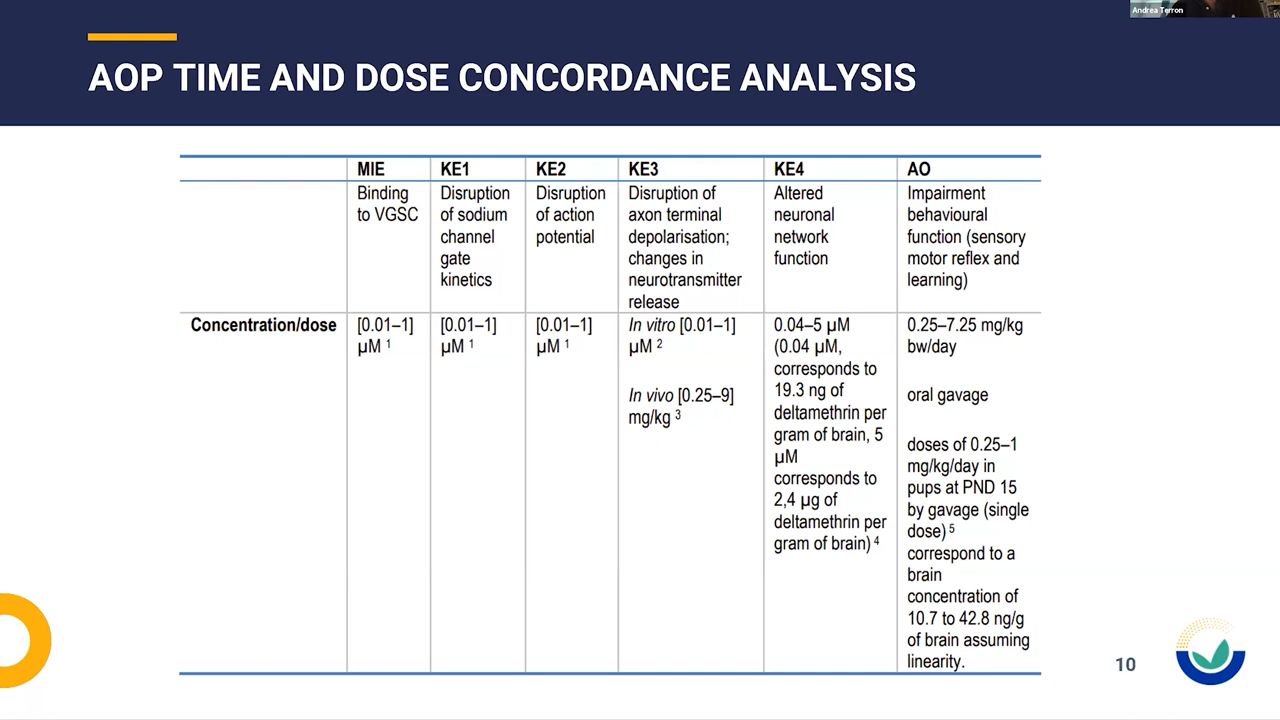 Andrea Terron
AOP TIME AND DOSE CONCORDANCE ANALYSIS
MIE
KE1
KE2
KE3
KE4
AO
Binding
to VGSC
Disruption
of sodium
channel
gate
kinetics
Disruption
of action
potential
Disruption of
axon terminal
depolarisation;
changes in
neurotransmitter
release
Altered
neuronal
network
function
Impairment
behavioural
function (sensory
motor reflex and
learning)
Concentration/dose
[0.01–1]
µM 1
[0.01–1]
µM 1
[0.01–1]
µM 1
In vitro [0.01–1]
µM 2
In vivo [0.25–9]
mg/kg 3
0.04–5 µM
(0.04 µM,
corresponds to
19.3 ng of
deltamethrin per
gram of brain, 5
µM
corresponds to
2,4 µg of
deltamethrin per
gram of brain) 4
0.25–7.25 mg/kg
bw/day
oral gavage
doses of 0.25–1
mg/kg/day in
pups at PND 15
by gavage (single
dose) 5
correspond to a
brain
concentration of
10.7 to 42.8 ng/g
of brain assuming
linearity.
10